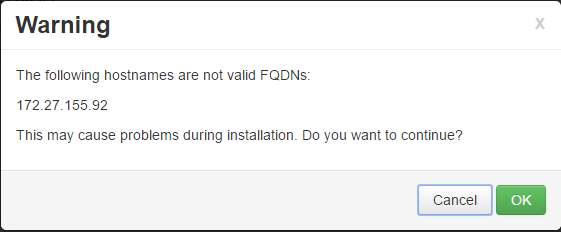 Warning
x
The following hostnames are not valid FQDNs:
172.27.155.92
This may cause problems during installation. Do you want to continue?
Cancel
OK